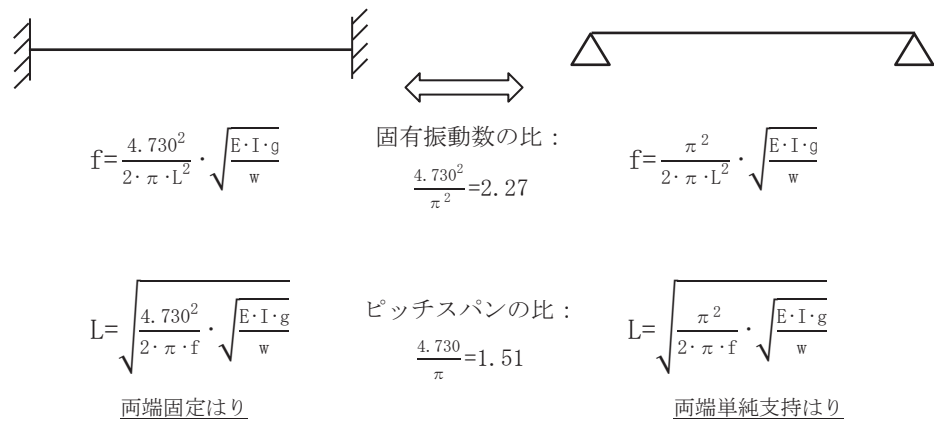 f=4.730²/(2·π·L²)·√(E·I·g/w)
固有振動数の比:
4.730²/π²=2.27
f=π²/(2·π·L²)·√(E·I·g/w)
L=√(4.730²/(2·π·f)·√(E·I·g/w))
ピッチスパンの比:
4.730/π=1.51
L=√(π²/(2·π·f)·√(E·I·g/w))
両端固定はり
両端単純支持はり